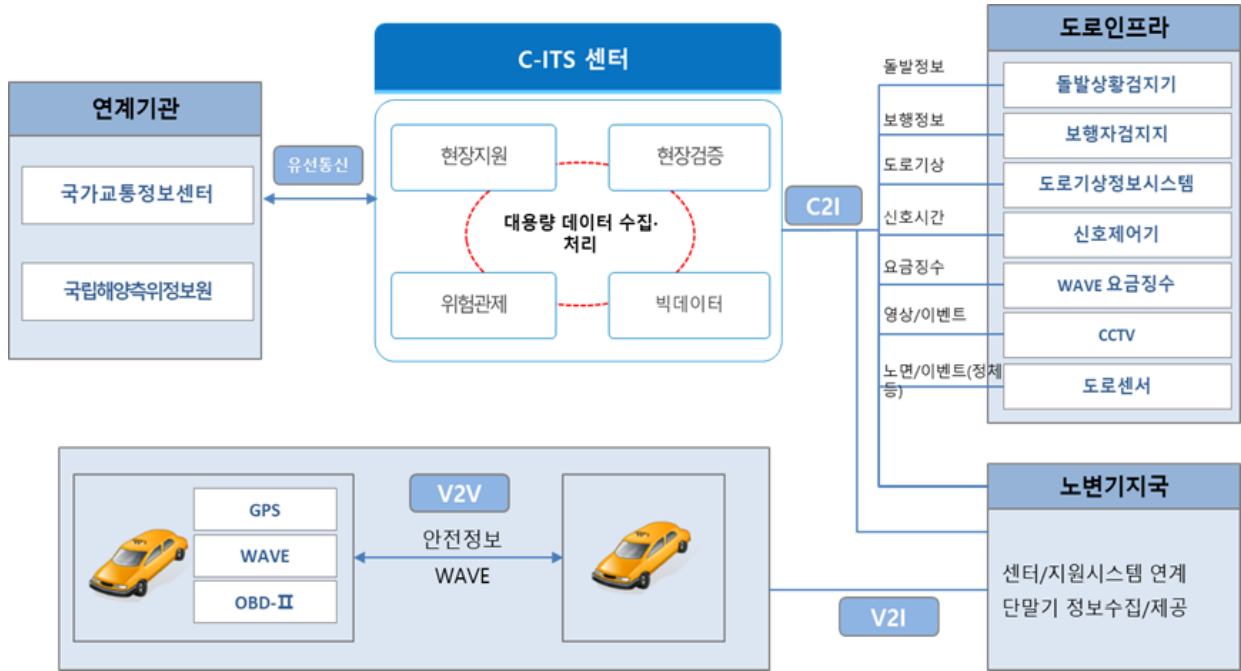 연계기관
국가교통정보센터
국립해양측위정보원
유선통신
C-ITS 센터
현장지원
현장검증
대용량 데이터 수집·
처리
위험관제
빅데이터
C2I
돌발정보
보행정보
도로기상
신호시간
요금징수
영상/이벤트
노면/이벤트(정체
등)
도로인프라
돌발상황검지기
보행자검지지
도로기상정보시스템
신호제어기
WAVE 요금징수
CCTV
도로센서
GPS
WAVE
OBD-Ⅱ
V2V
안전정보
WAVE
V2I
노변기지국
센터/지원시스템 연계
단말기 정보수집/제공